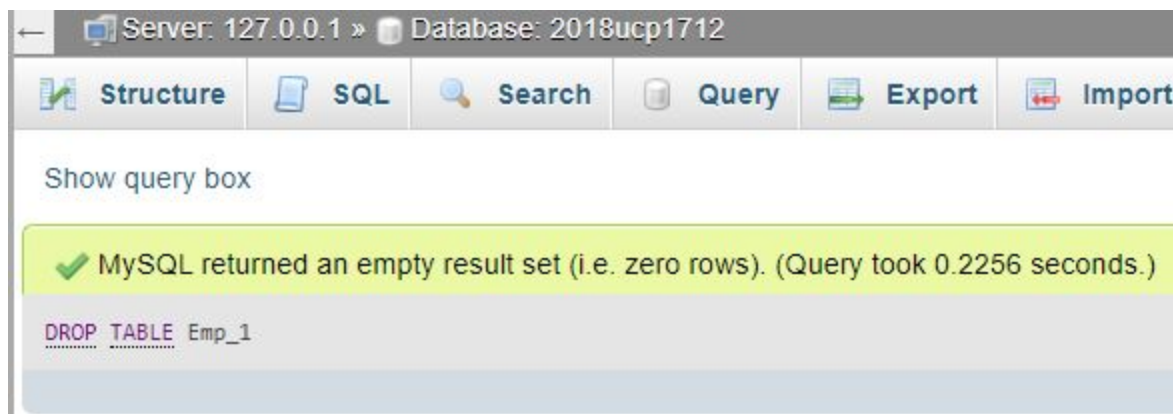 ← Server: 127.0.0.1 » Database: 2018ucp1712
Structure SQL Search Query Export Import
Show query box
MySQL returned an empty result set (i.e. zero rows). (Query took 0.2256 seconds.)
DROP TABLE Emp_1